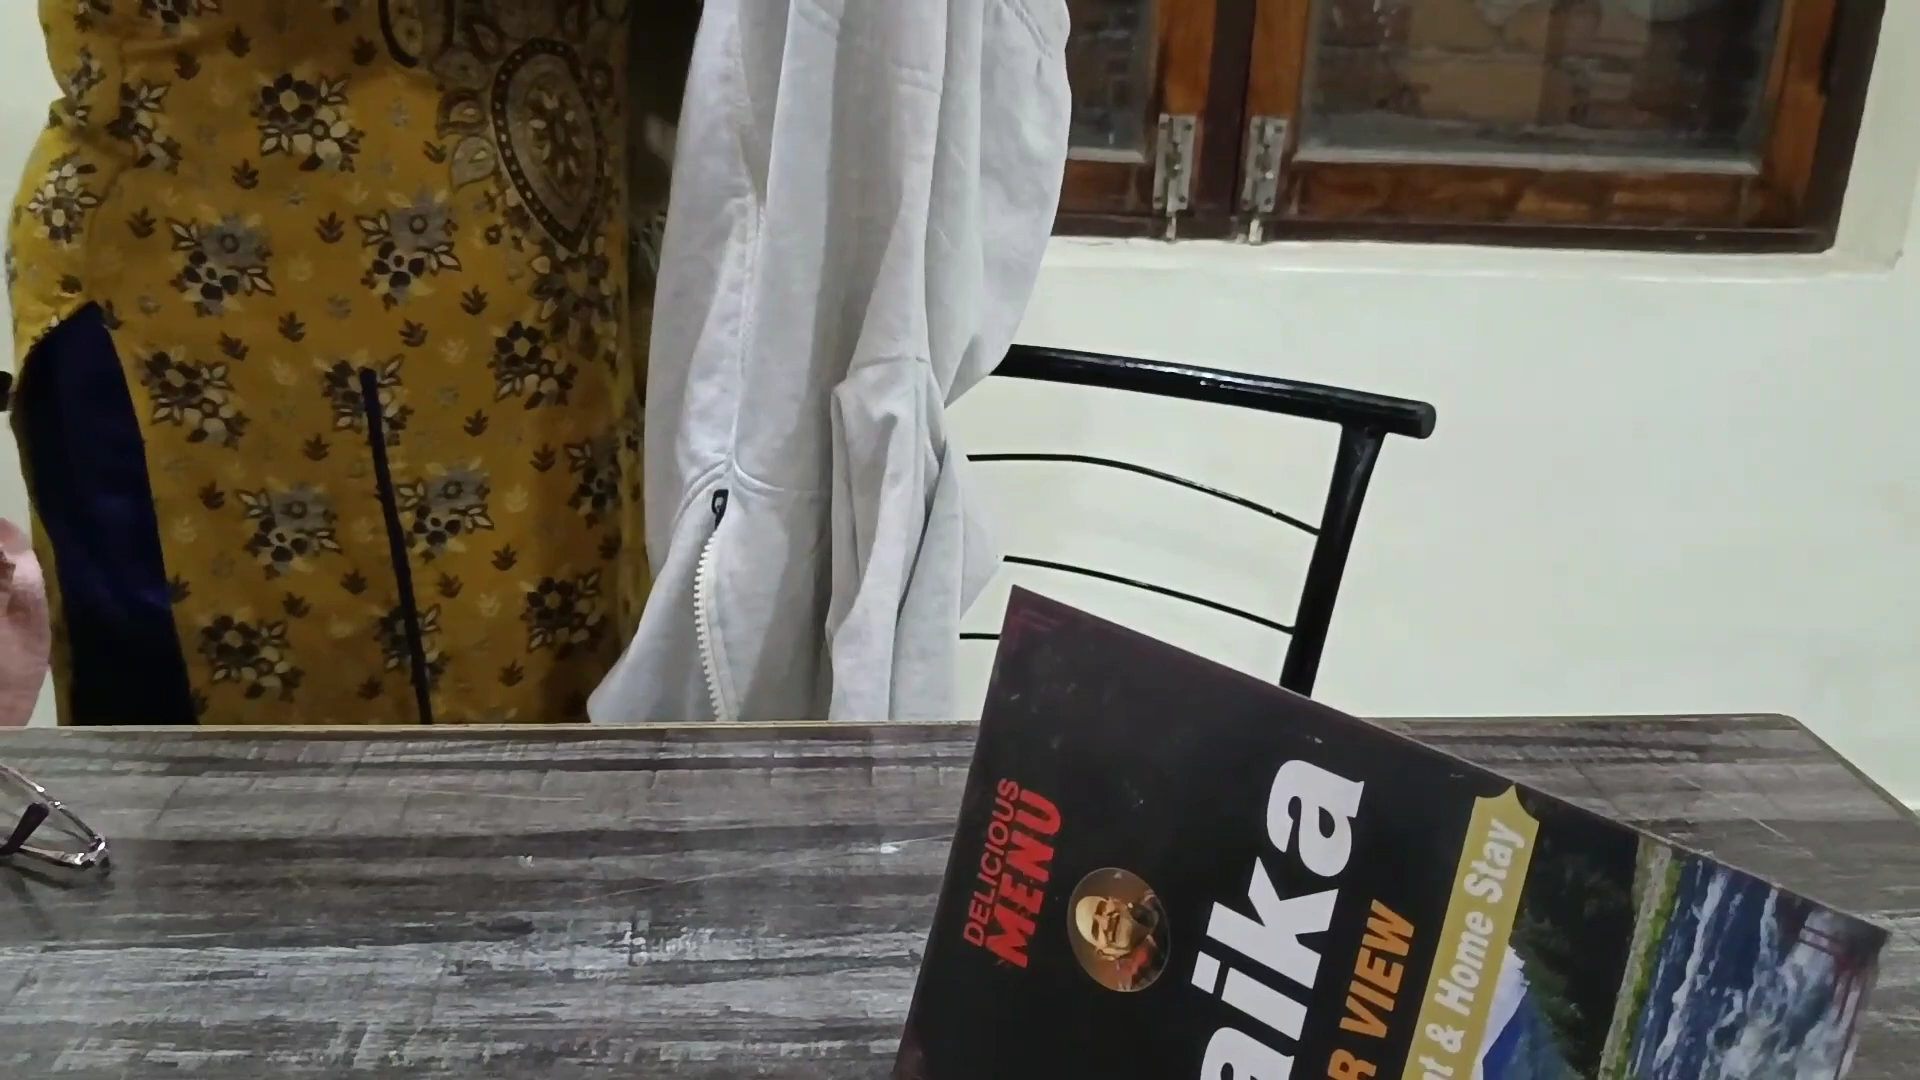 DELICIOUS
MENU
aika
R VIEW
& Home Stay